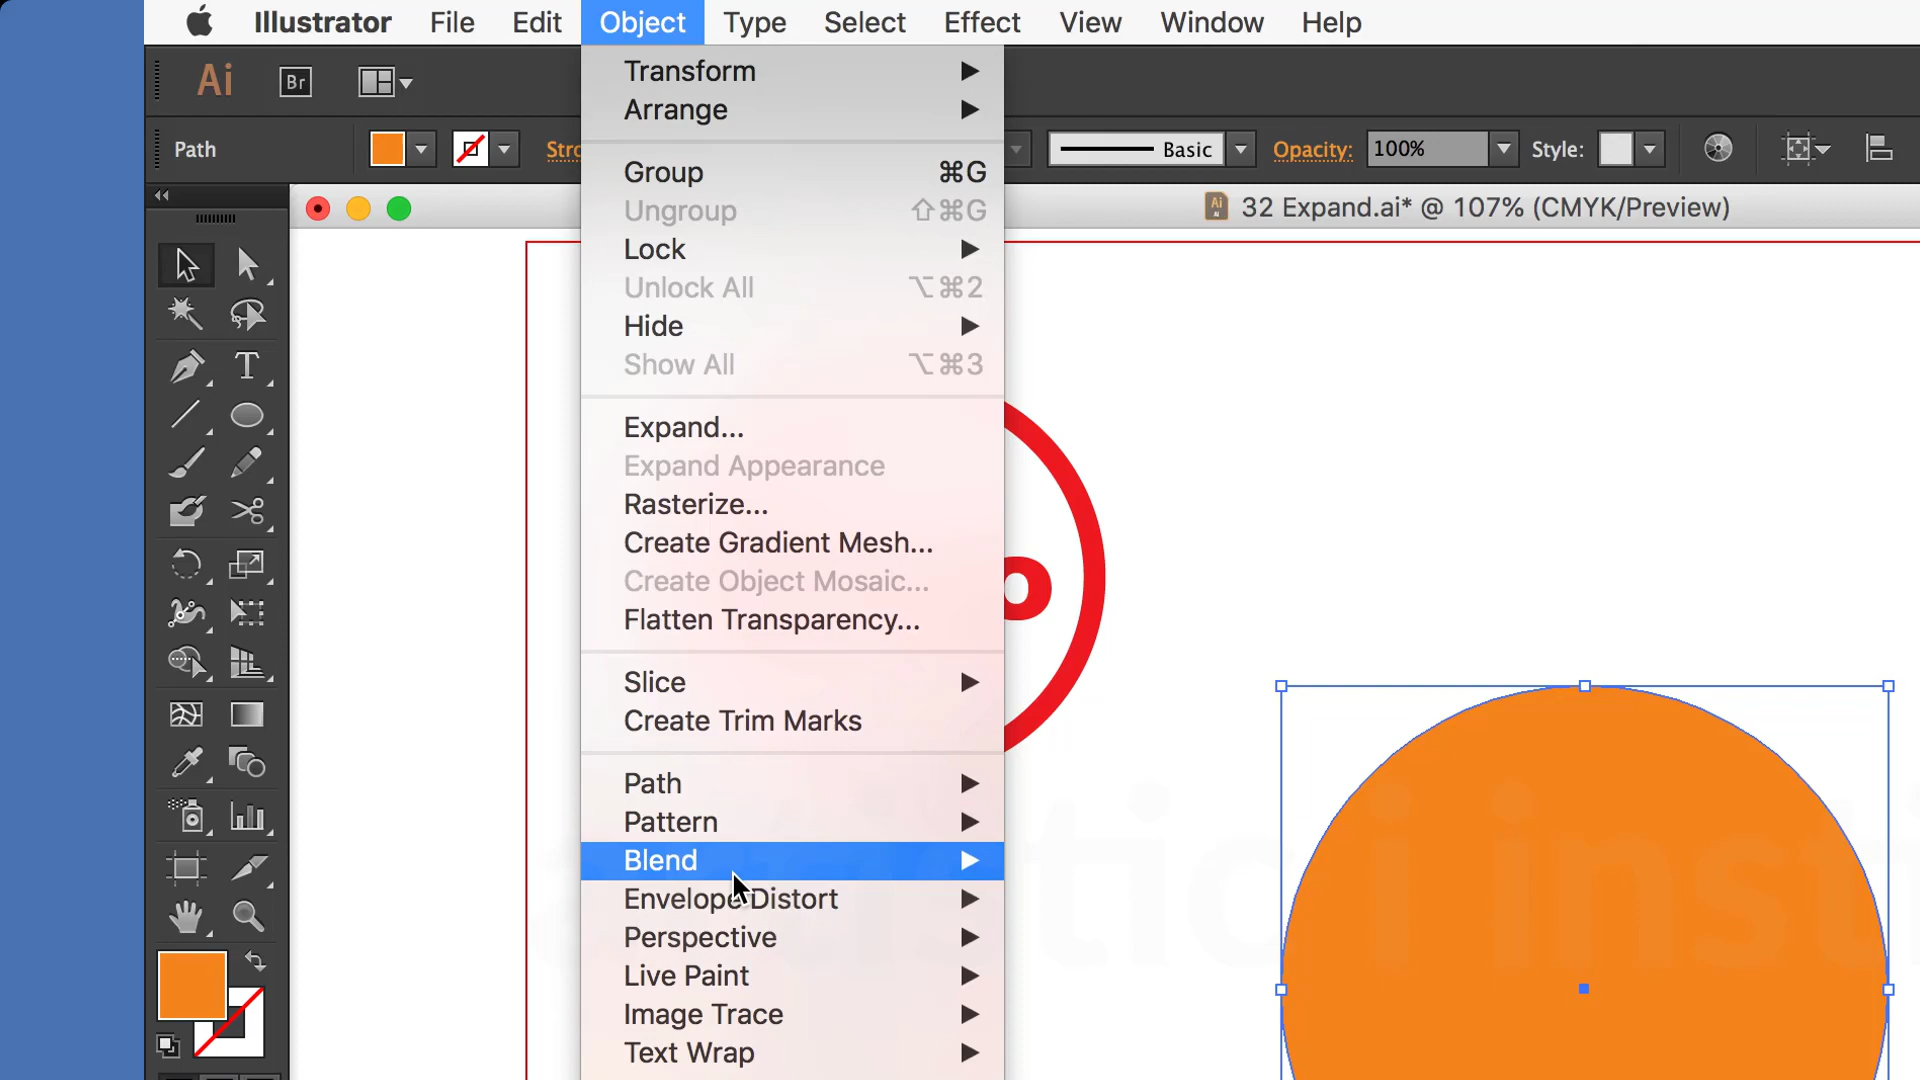 Illustrator File Edit Object Type Select Effect View Window Help
Ai Br
Path Stro Basic Opacity: 100% Style:
32 Expand.ai* @ 107% (CMYK/Preview)
Transform
Arrange
Group ⌘G
Ungroup ⇧⌘G
Lock
Unlock All ⌥⌘2
Hide
Show All ⌥⌘3
Expand...
Expand Appearance
Rasterize...
Create Gradient Mesh...
Create Object Mosaic...
Flatten Transparency...
Slice
Create Trim Marks
Path
Pattern
Blend
Envelope Distort
Perspective
Live Paint
Image Trace
Text Wrap